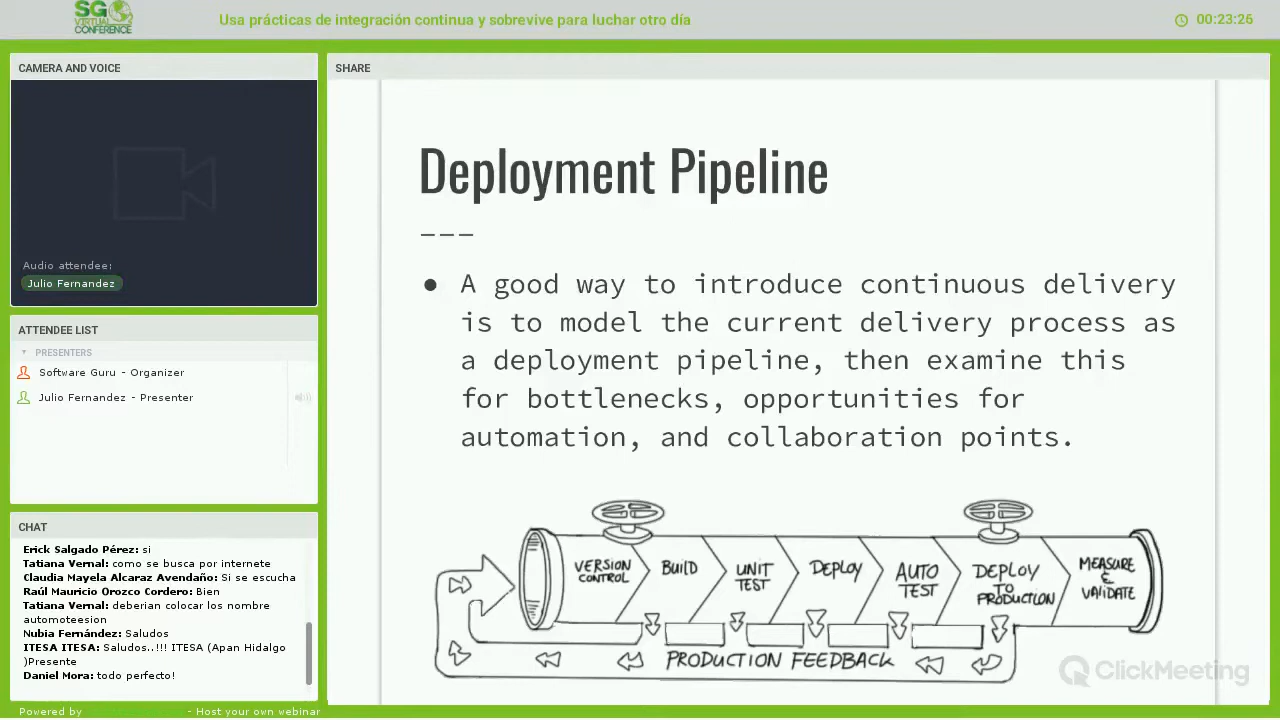 SG
VIRTUAL
CONFERENCE
Usa prácticas de integración continua y sobrevive para luchar otro día
00:23:26
CAMERA AND VOICE
Audio attendee:
Julio Fernandez
ATTENDEE LIST
PRESENTERS
Software Guru - Organizer
Julio Fernandez - Presenter
CHAT
Erick Salgado Pérez: si
Tatiana Vernal: como se busca por internete
Claudia Mayela Alcaraz Avendaño: Si se escucha
Raúl Mauricio Orozco Cordero: Bien
Tatiana Vernal: deberian colocar los nombre
automoteesion
Nubia Fernández: Saludos
ITESA ITESA: Saludos..!!! ITESA (Apan Hidalgo
)Presente
Daniel Mora: todo perfecto!
Powered by - Host your own webinar
SHARE
Deployment Pipeline
---
● A good way to introduce continuous delivery
is to model the current delivery process as
a deployment pipeline, then examine this
for bottlenecks, opportunities for
automation, and collaboration points.
VERSION
CONTROL
BUILD
UNIT
TEST
DEPLOY
AUTO
TEST
DEPLOY
TO
PRODUCTION
MEASURE
&
VALIDATE
PRODUCTION FEEDBACK
ClickMeeting